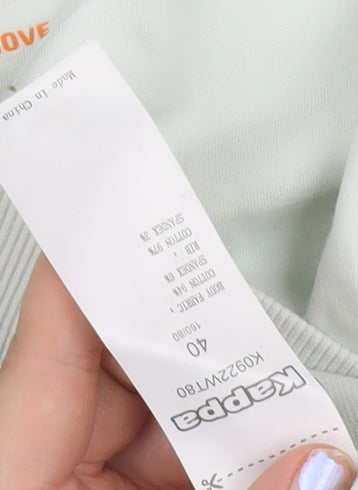 OVE
Kappa
K0922WT80
40
160/80
BODY FABRIC:
COTTON 94%
SPANDEX 6%
RIB :
COTTON 97%
SPANDEX 3%
Made in China